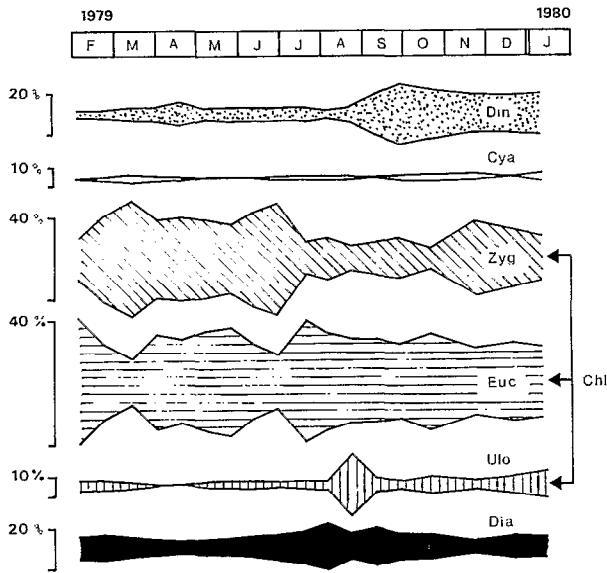 1979 1980
F M A M J J A S O N D J
20 %
Din
Cya
10 %
40 %
Zyg
40 %
Euc
Chl
Ulo
10%
Dia
20 %